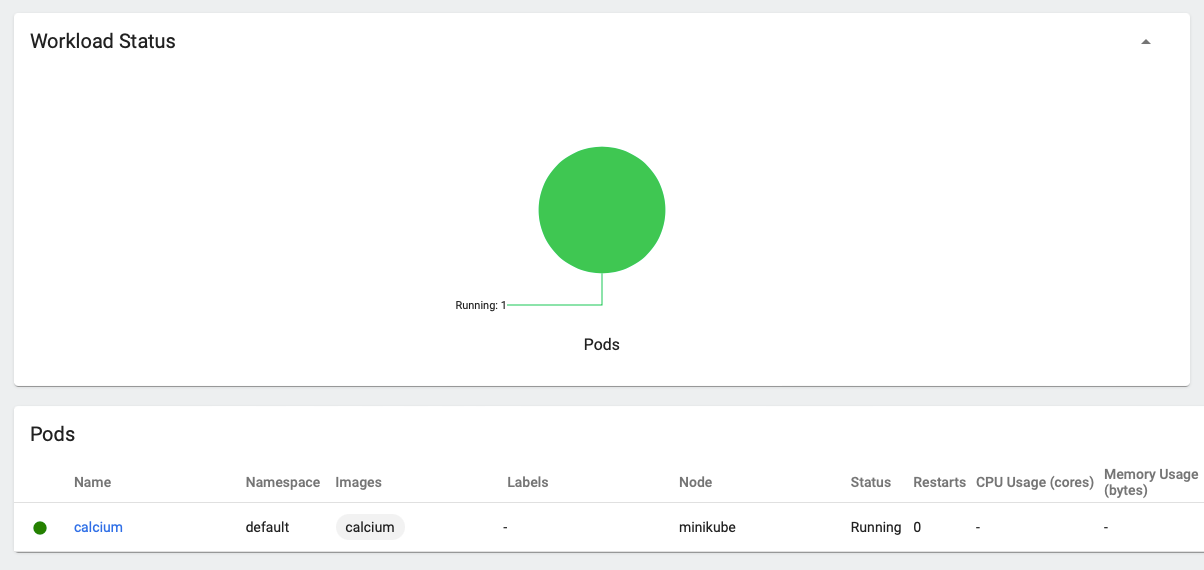 Workload Status
Running: 1
Pods
Pods
Name Namespace Images Labels Node Status Restarts CPU Usage (cores) Memory Usage (bytes)
calcium default calcium - minikube Running 0 - -